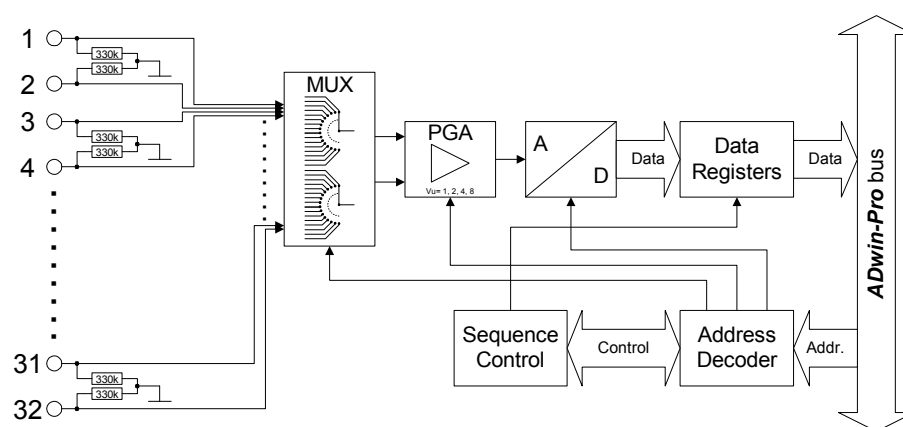 1
330k
330k
2
3
330k
330k
4
31
330k
330k
32
MUX
PGA
Vu= 1, 2, 4, 8
A
D
Data
Data
Registers
Data
ADwin-Pro bus
Sequence
Control
Control
Address
Decoder
Addr.